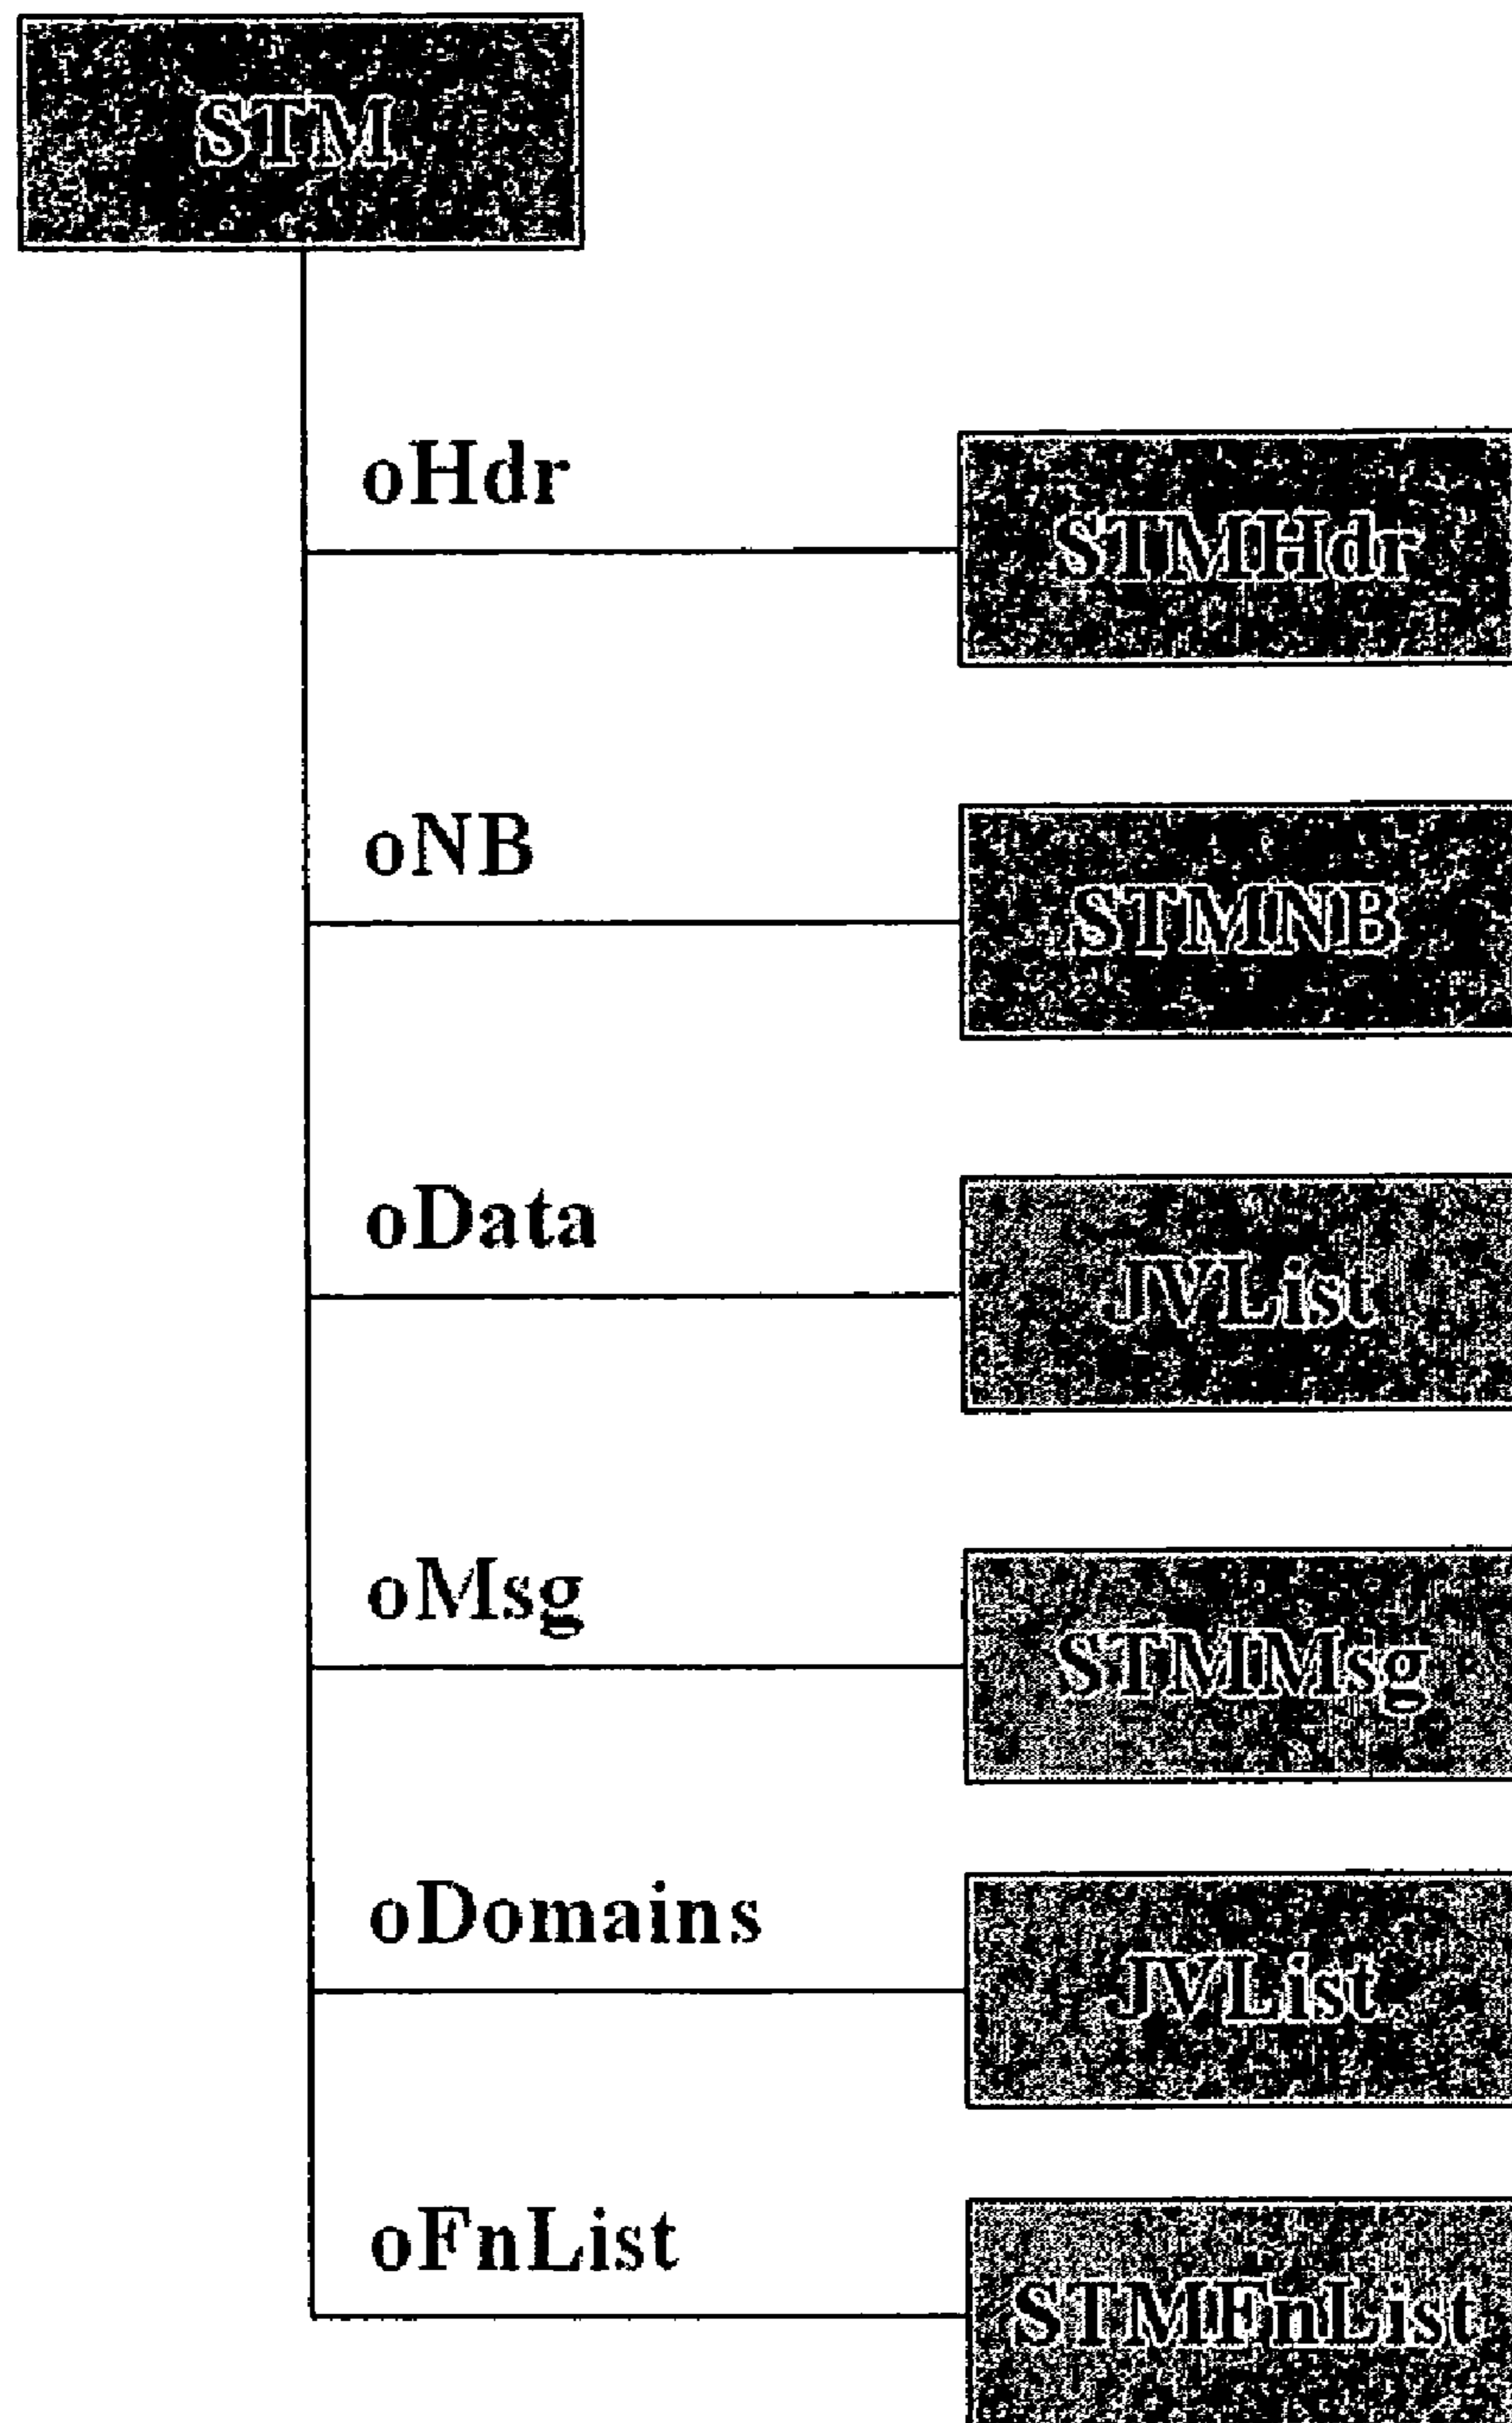 STM
oHdr
STMHdr
oNB
STMNB
oData
JVList
oMsg
STMMsg
oDomains
JVList
oFnList
STMFnList